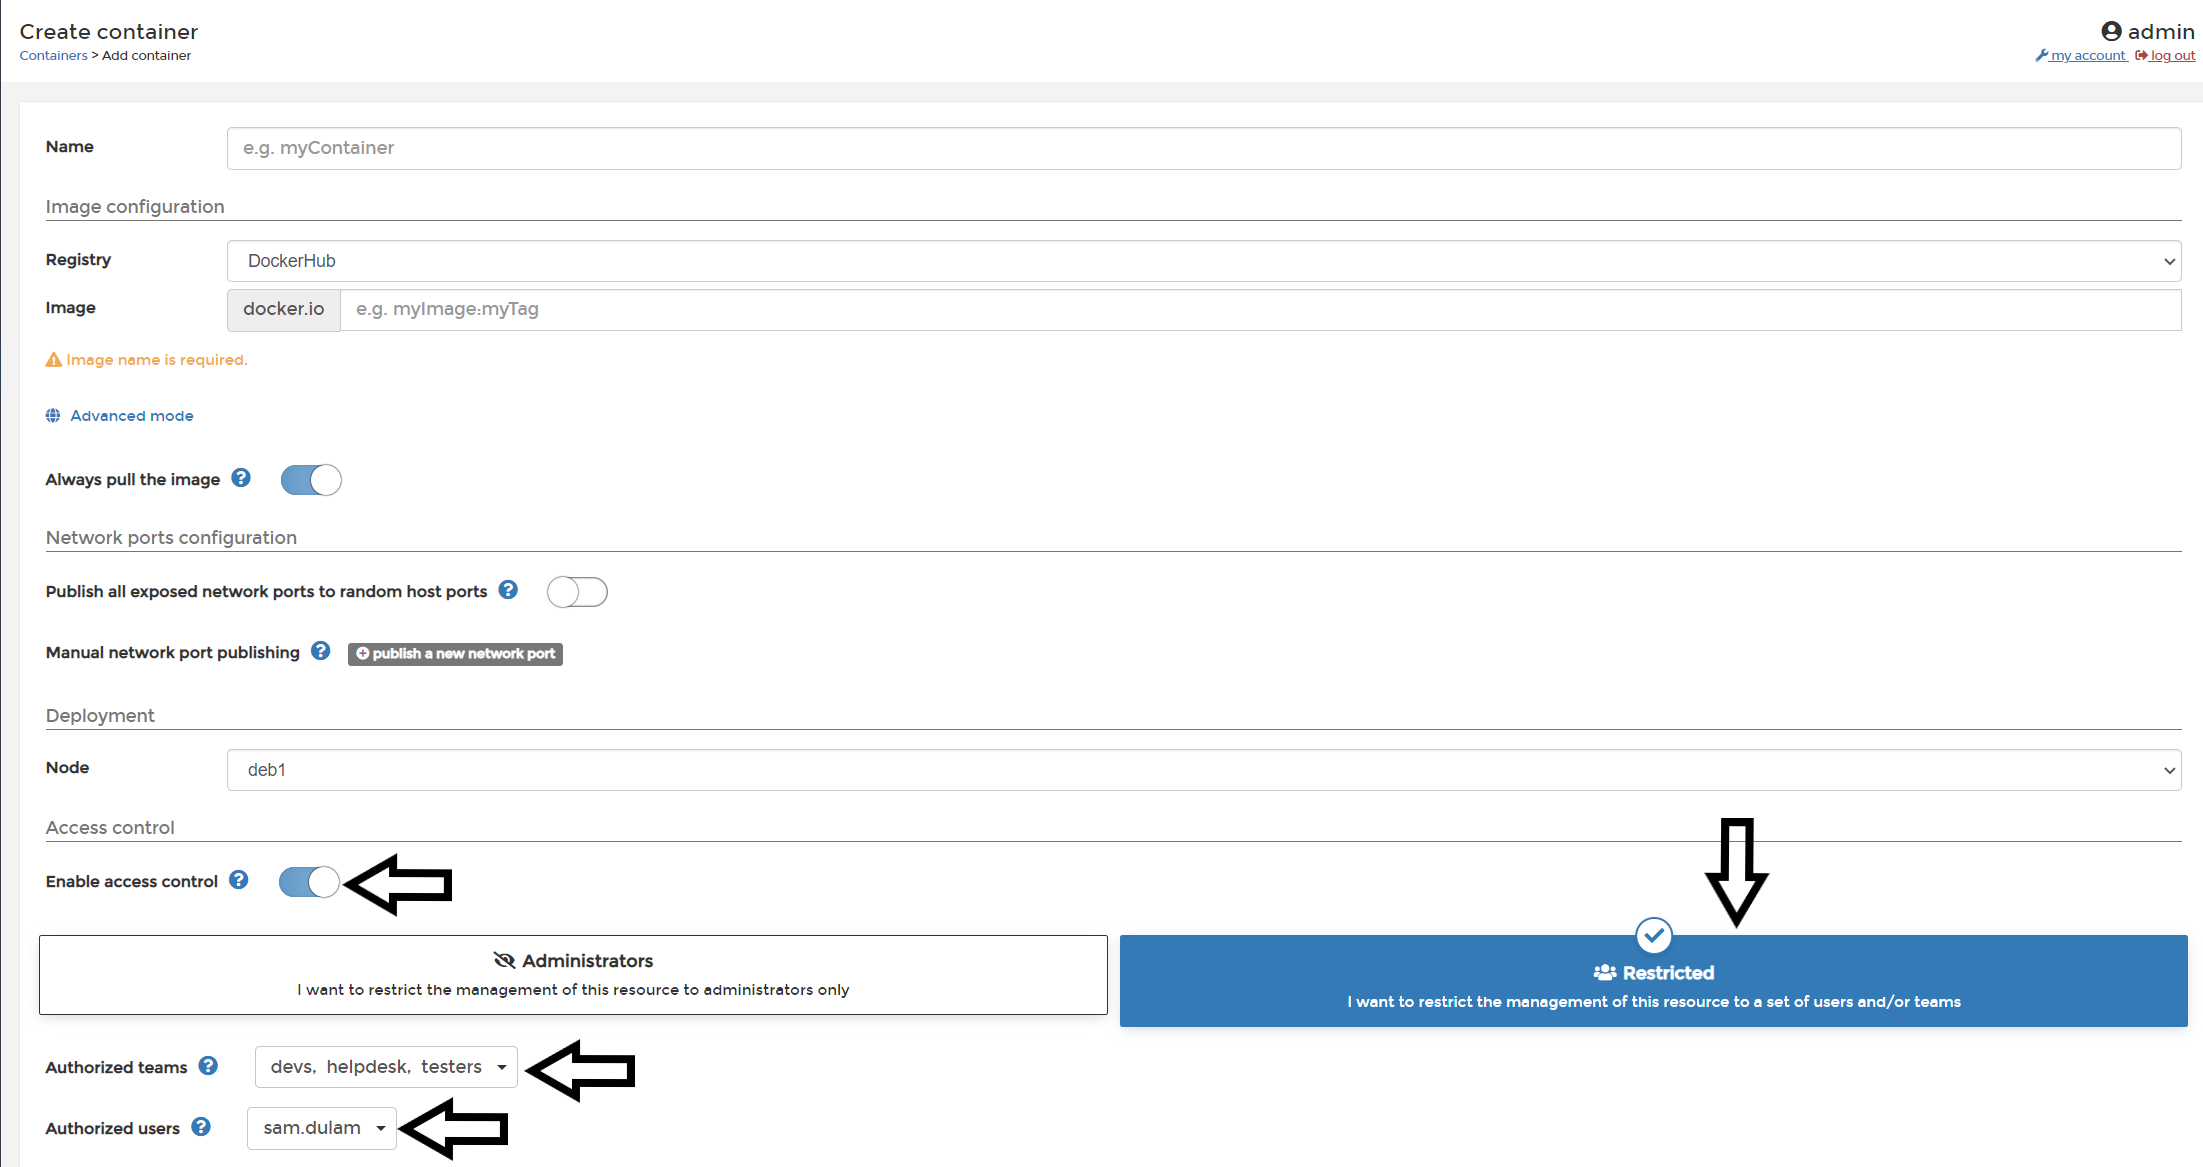 Create container
admin
Containers > Add container
my account log out
Name
e.g. myContainer
Image configuration
Registry
DockerHub
Image
docker.io
e.g. myImage:myTag
Image name is required.
Advanced mode
Always pull the image
Network ports configuration
Publish all exposed network ports to random host ports
Manual network port publishing
publish a new network port
Deployment
Node
deb1
Access control
Enable access control
Administrators
I want to restrict the management of this resource to administrators only
Restricted
I want to restrict the management of this resource to a set of users and/or teams
Authorized teams
devs, helpdesk, testers
Authorized users
sam.dulam